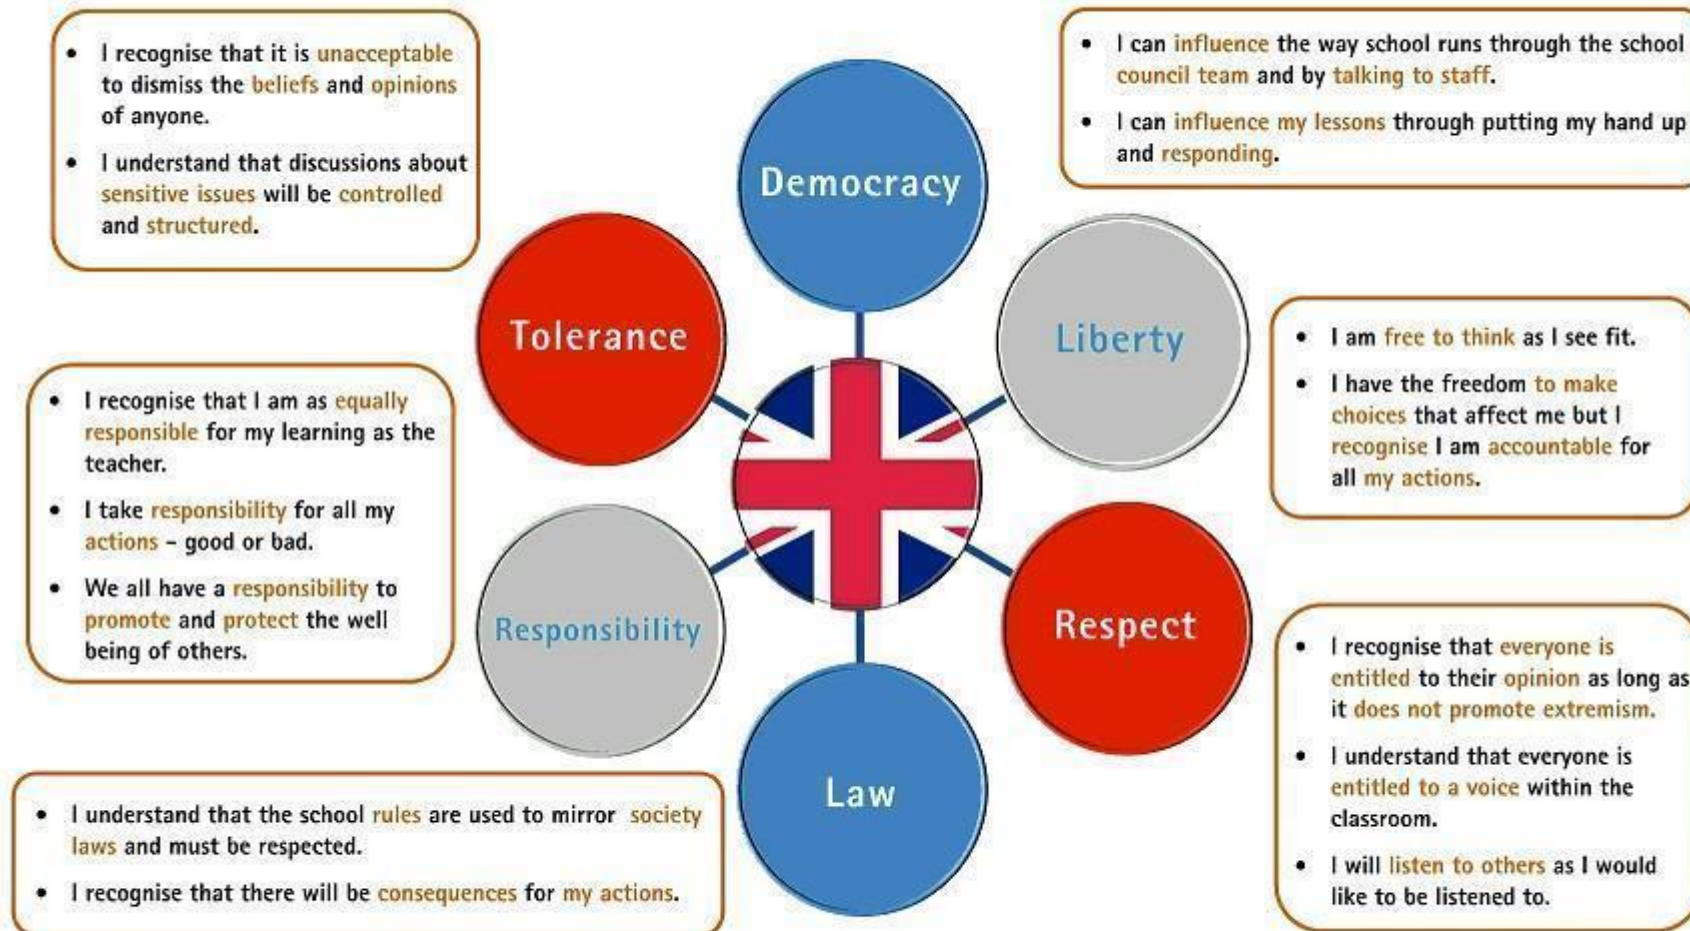 • I recognise that it is unacceptable
to dismiss the beliefs and opinions
of anyone.
• I understand that discussions about
sensitive issues will be controlled
and structured.
Democracy
• I can influence the way school runs through the school
council team and by talking to staff.
• I can influence my lessons through putting my hand up
and responding.
Tolerance
Liberty
• I am free to think as I see fit.
• I have the freedom to make
choices that affect me but I
recognise I am accountable for
all my actions.
• I recognise that I am as equally
responsible for my learning as the
teacher.
• I take responsibility for all my
actions – good or bad.
• We all have a responsibility to
promote and protect the well
being of others.
Responsibility
Respect
• I recognise that everyone is
entitled to their opinion as long as
it does not promote extremism.
• I understand that everyone is
entitled to a voice within the
classroom.
• I will listen to others as I would
like to be listened to.
Law
• I understand that the school rules are used to mirror society
laws and must be respected.
• I recognise that there will be consequences for my actions.